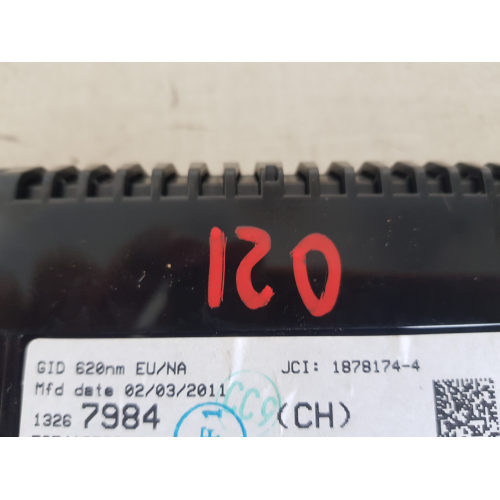 120
GID 620nm EU/NA JCI: 1878174-4
Mfd date 02/03/2011
1326 7984 (CH)